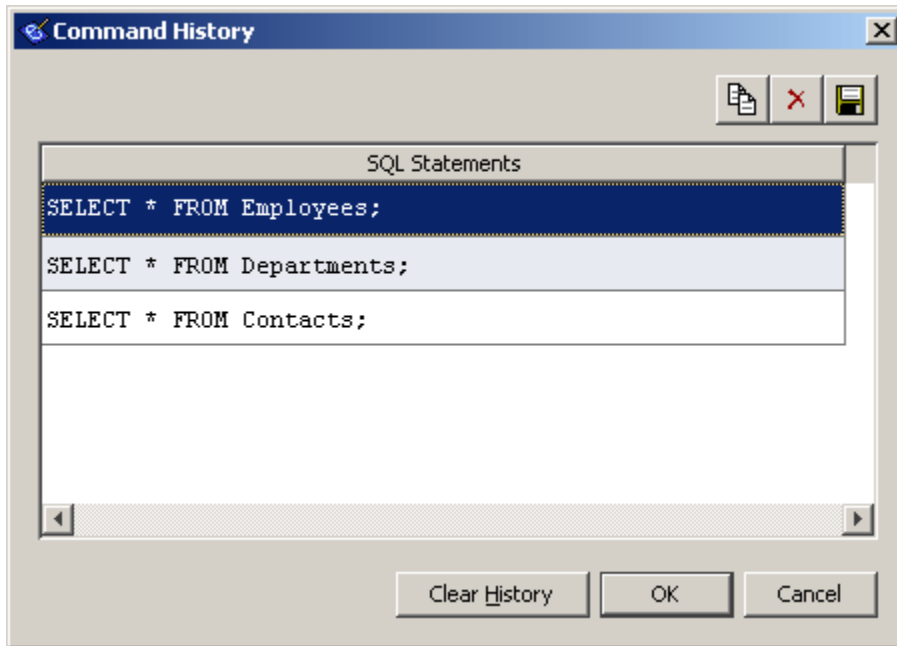 Command History
SQL Statements
SELECT * FROM Employees;
SELECT * FROM Departments;
SELECT * FROM Contacts;
Clear History
OK
Cancel